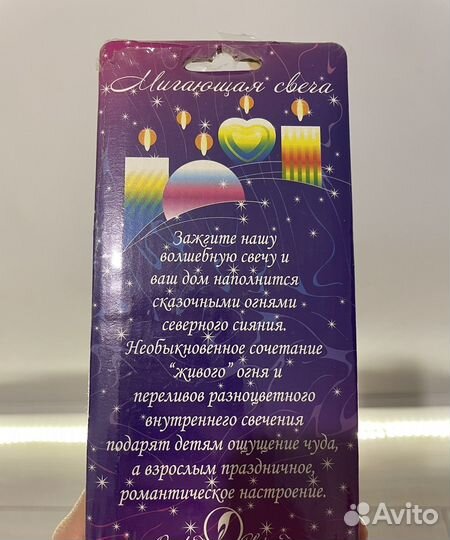 Мигающая свеча
Зажгите нашу
волшебную свечу и
ваш дом наполнится
сказочными огнями
северного сияния.
Необыкновенное сочетание
“живого” огня и
переливов разноцветного
внутреннего свечения
подарят детям ощущение чуда,
а взрослым праздничное,
романтическое настроение.
Avito